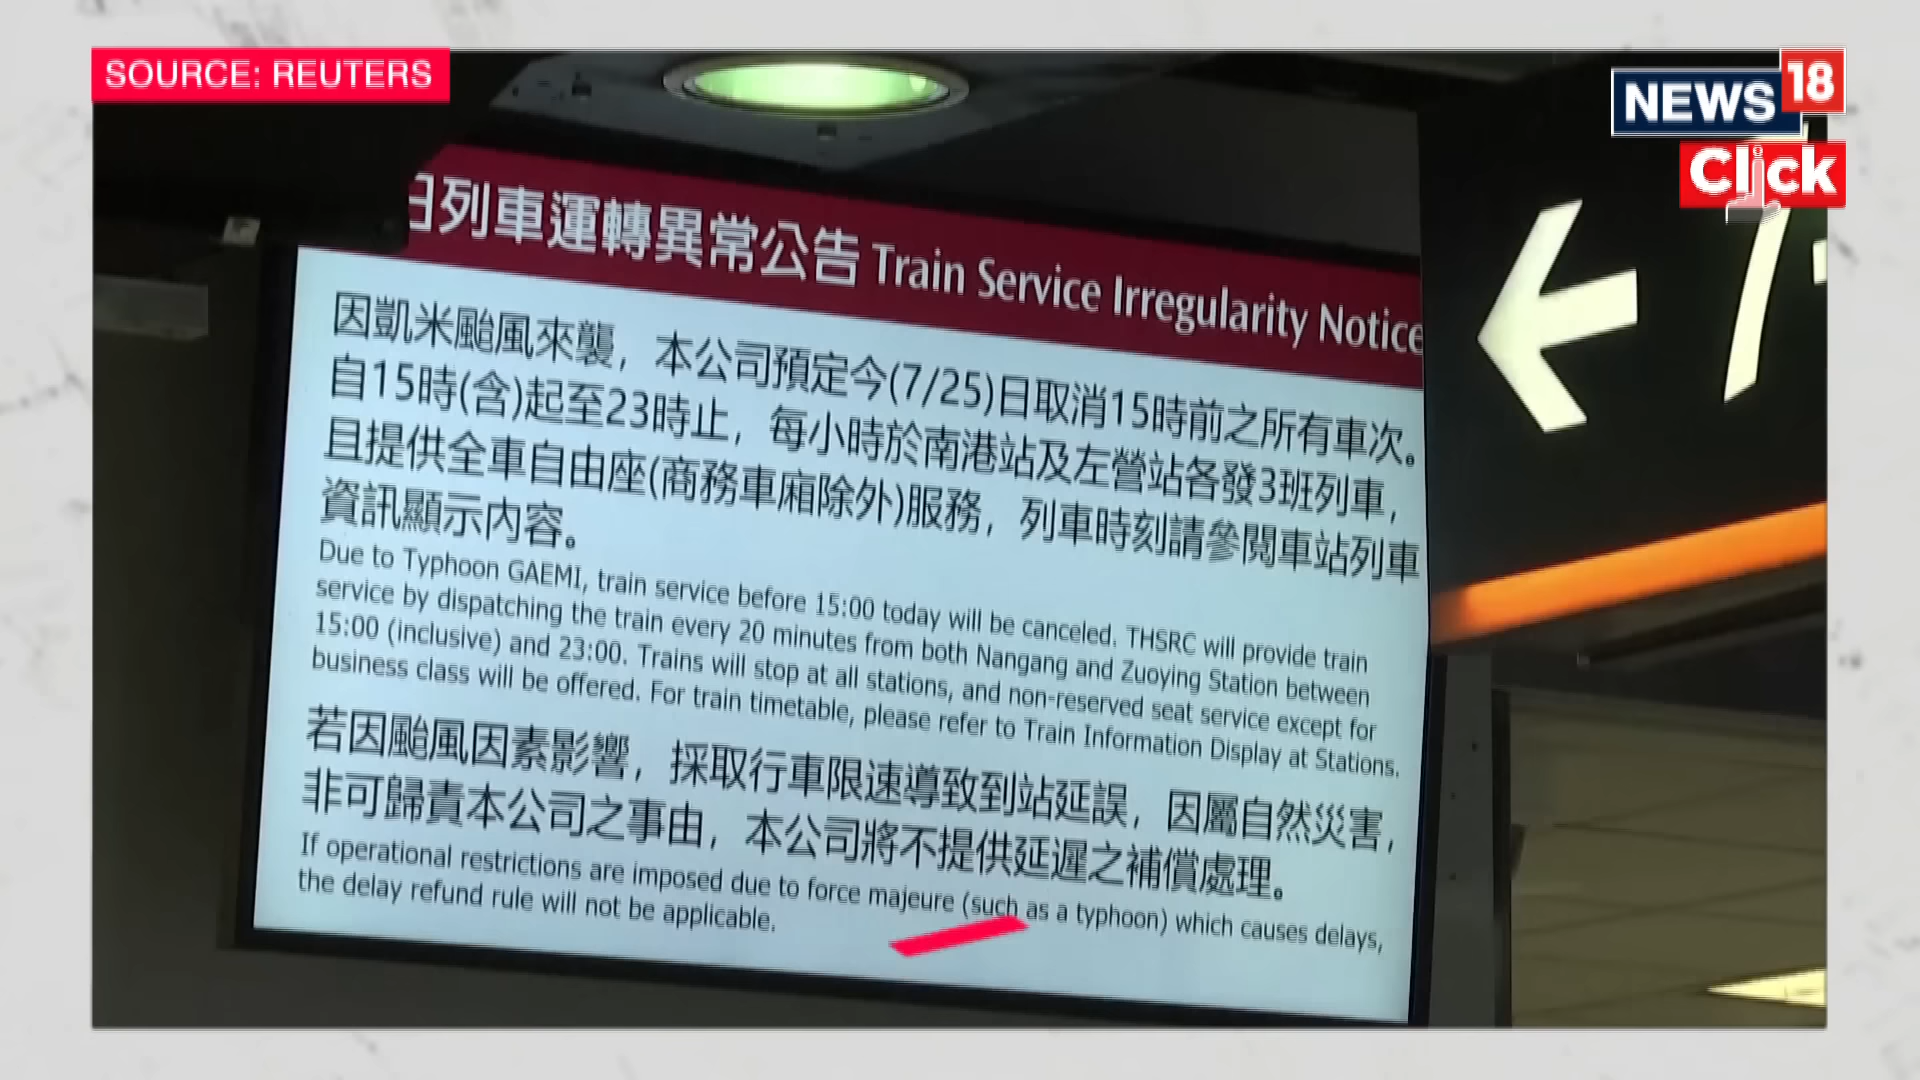 SOURCE: REUTERS
NEWS 18
Click
列車運轉異常公告 Train Service Irregularity Notice
因凱米颱風來襲，本公司預定今(7/25)日取消15時前之所有車次。
自15時(含)起至23時止，每小時於南港站及左營站各發3班列車，
且提供全車自由座(商務車廂除外)服務，列車時刻請參閱車站列車
資訊顯示內容。
Due to Typhoon GAEMI, train service before 15:00 today will be canceled. THSRC will provide train
service by dispatching the train every 20 minutes from both Nangang and Zuoying Station between
15:00 (inclusive) and 23:00. Trains will stop at all stations, and non-reserved seat service except for
business class will be offered. For train timetable, please refer to Train Information Display at Stations.
若因颱風因素影響，採取行車限速導致到站延誤，因屬自然災害，
非可歸責本公司之事由，本公司將不提供延遲之補償處理。
If operational restrictions are imposed due to force majeure (such as a typhoon) which causes delays,
the delay refund rule will not be applicable.